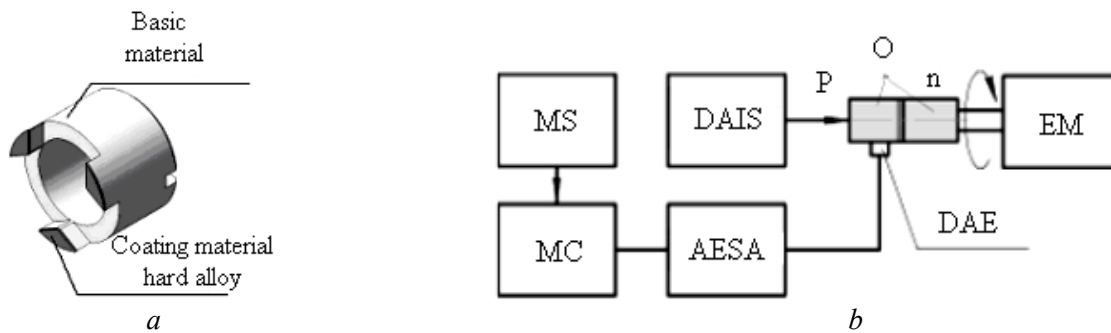 Basic
material
Coating material
hard alloy
a
O
P
n
MS
DAIS
EM
DAE
MC
AESA
b